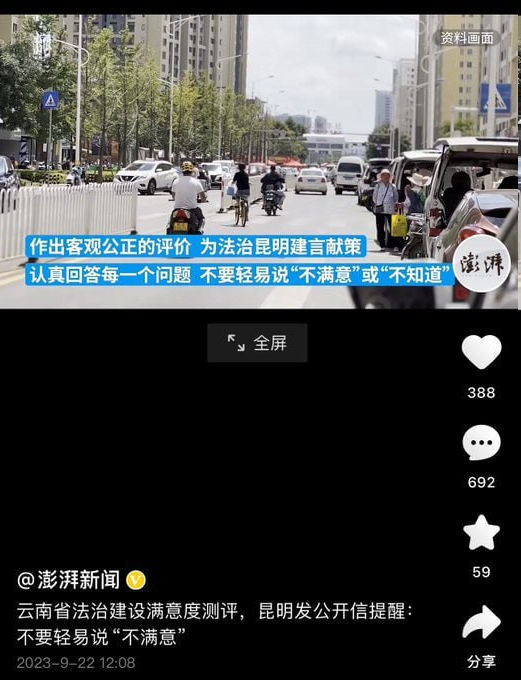 资料画面
作出客观公正的评价 为法治昆明建言献策
认真回答每一个问题 不要轻易说“不满意”或“不知道”
澎湃
全屏
388
692
59
@澎湃新闻
云南省法治建设满意度测评，昆明发公开信提醒：
不要轻易说“不满意”
2023-9-22 12:08
分享